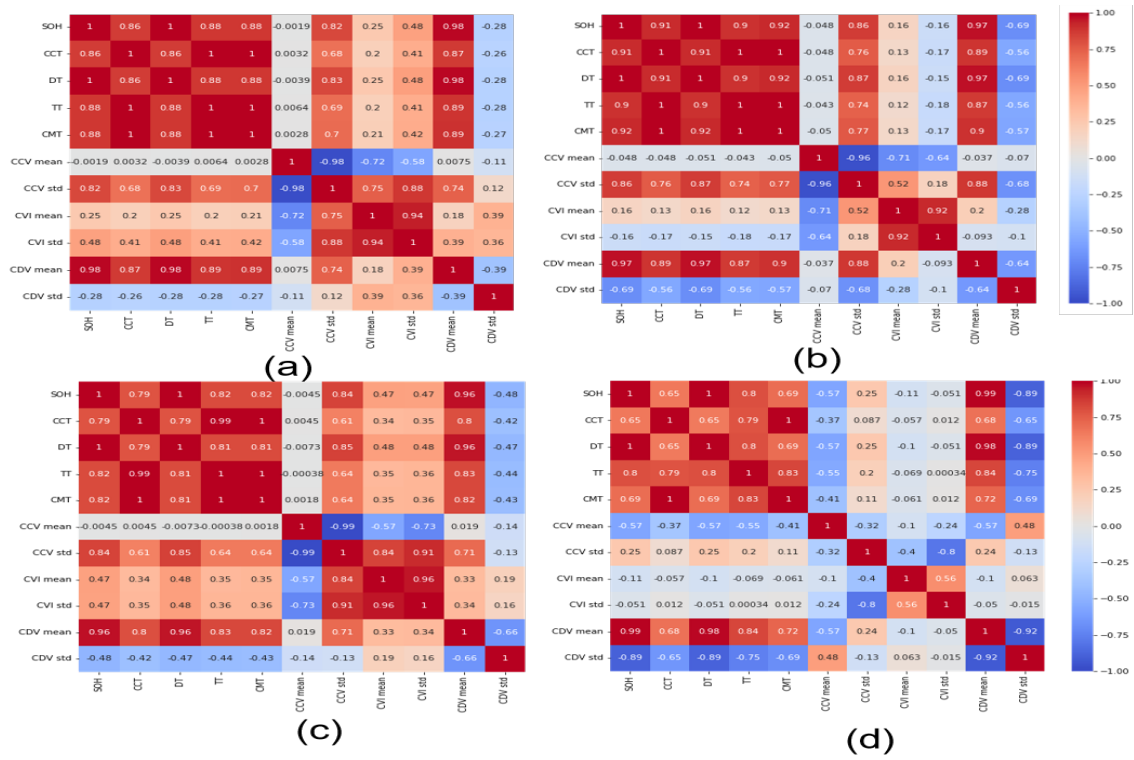 SOH 1 0.86 1 0.88 0.88 -0.0019 0.82 0.25 0.48 0.98 -0.28
CCT 0.86 1 0.86 1 1 0.0032 0.68 0.2 0.41 0.87 -0.26
DT 1 0.86 1 0.88 0.88 -0.0039 0.83 0.25 0.48 0.98 -0.28
TT 0.88 1 0.88 1 1 0.0064 0.69 0.2 0.41 0.89 -0.28
CMT 0.88 1 0.88 1 1 0.0028 0.7 0.21 0.42 0.89 -0.27
CCV mean -0.0019 0.0032 -0.0039 0.0064 0.0028 1 -0.98 -0.72 -0.58 0.0075 -0.11
CCV std 0.82 0.68 0.83 0.69 0.7 -0.98 1 0.75 0.88 0.74 0.12
CVI mean 0.25 0.2 0.25 0.2 0.21 -0.72 0.75 1 0.94 0.18 0.39
CVI std 0.48 0.41 0.48 0.41 0.42 -0.58 0.88 0.94 1 0.39 0.36
CDV mean 0.98 0.87 0.98 0.89 0.89 0.0075 0.74 0.18 0.39 1 -0.39
CDV std -0.28 -0.26 -0.28 -0.28 -0.27 -0.11 0.12 0.39 0.36 -0.39 1
SOH CCT DT TT CMT CCV mean CCV std CVI mean CVI std CDV mean CDV std
(a)
SOH 1 0.91 1 0.9 0.92 -0.048 0.86 0.16 -0.16 0.97 -0.69
CCT 0.91 1 0.91 1 1 -0.048 0.76 0.13 -0.17 0.89 -0.56
DT 1 0.91 1 0.9 0.92 -0.051 0.87 0.16 -0.15 0.97 -0.69
TT 0.9 1 0.9 1 1 -0.043 0.74 0.12 -0.18 0.87 -0.56
CMT 0.92 1 0.92 1 1 -0.05 0.77 0.13 -0.17 0.9 -0.57
CCV mean -0.048 -0.048 -0.051 -0.043 -0.05 1 -0.96 -0.71 -0.64 -0.037 -0.07
CCV std 0.86 0.76 0.87 0.74 0.77 -0.96 1 0.52 0.18 0.88 -0.68
CVI mean 0.16 0.13 0.16 0.12 0.13 -0.71 0.52 1 0.92 0.2 -0.28
CVI std -0.16 -0.17 -0.15 -0.18 -0.17 -0.64 0.18 0.92 1 -0.093 -0.1
CDV mean 0.97 0.89 0.97 0.87 0.9 -0.037 0.88 0.2 -0.093 1 -0.64
CDV std -0.69 -0.56 -0.69 -0.56 -0.57 -0.07 -0.68 -0.28 -0.1 -0.64 1
SOH CCT DT TT CMT CCV mean CCV std CVI mean CVI std CDV mean CDV std
(b)
1.00
0.75
0.50
0.25
0.00
−0.25
−0.50
−0.75
−1.00
SOH 1 0.79 1 0.82 0.82 -0.0045 0.84 0.47 0.47 0.96 -0.48
CCT 0.79 1 0.79 0.99 1 0.0045 0.61 0.34 0.35 0.8 -0.42
DT 1 0.79 1 0.81 0.81 -0.0073 0.85 0.48 0.48 0.96 -0.47
TT 0.82 0.99 0.81 1 1 -0.00038 0.64 0.35 0.36 0.83 -0.44
CMT 0.82 1 0.81 1 1 0.0018 0.64 0.35 0.36 0.82 -0.43
CCV mean -0.0045 0.0045 -0.0073 -0.00038 0.0018 1 -0.99 -0.57 -0.73 0.019 -0.14
CCV std 0.84 0.61 0.85 0.64 0.64 -0.99 1 0.84 0.91 0.71 -0.13
CVI mean 0.47 0.34 0.48 0.35 0.35 -0.57 0.84 1 0.96 0.33 0.19
CVI std 0.47 0.35 0.48 0.36 0.36 -0.73 0.91 0.96 1 0.34 0.16
CDV mean 0.96 0.8 0.96 0.83 0.82 0.019 0.71 0.33 0.34 1 -0.66
CDV std -0.48 -0.42 -0.47 -0.44 -0.43 -0.14 -0.13 0.19 0.16 -0.66 1
SOH CCT DT TT CMT CCV mean CCV std CVI mean CVI std CDV mean CDV std
(c)
SOH 1 0.65 1 0.8 0.69 -0.57 0.25 -0.11 -0.051 0.99 -0.89
CCT 0.65 1 0.65 0.79 1 -0.37 0.087 -0.057 0.012 0.68 -0.65
DT 1 0.65 1 0.8 0.69 -0.57 0.25 -0.1 -0.051 0.98 -0.89
TT 0.8 0.79 0.8 1 0.83 -0.55 0.2 -0.069 0.00034 0.84 -0.75
CMT 0.69 1 0.69 0.83 1 -0.41 0.11 -0.061 0.012 0.72 -0.69
CCV mean -0.57 -0.37 -0.57 -0.55 -0.41 1 -0.32 -0.1 -0.24 -0.57 0.48
CCV std 0.25 0.087 0.25 0.2 0.11 -0.32 1 -0.4 -0.8 0.24 -0.13
CVI mean -0.11 -0.057 -0.1 -0.069 -0.061 -0.1 -0.4 1 0.56 -0.1 0.063
CVI std -0.051 0.012 -0.051 0.00034 0.012 -0.24 -0.8 0.56 1 -0.05 -0.015
CDV mean 0.99 0.68 0.98 0.84 0.72 -0.57 0.24 -0.1 -0.05 1 -0.92
CDV std -0.89 -0.65 -0.89 -0.75 -0.69 0.48 -0.13 0.063 -0.015 -0.92 1
SOH CCT DT TT CMT CCV mean CCV std CVI mean CVI std CDV mean CDV std
(d)
1.00
0.75
0.50
0.25
0.00
−0.25
−0.50
−0.75
−1.00